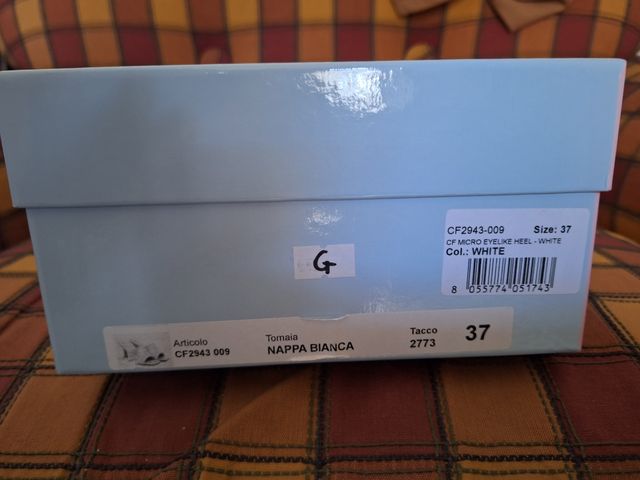 CF2943-009 Size: 37
CF MICRO EYELIKE HEEL - WHITE
Col.: WHITE
8 055774 051743
G
Articolo Tomaia Tacco 37
CF2943 009 NAPPA BIANCA 2773